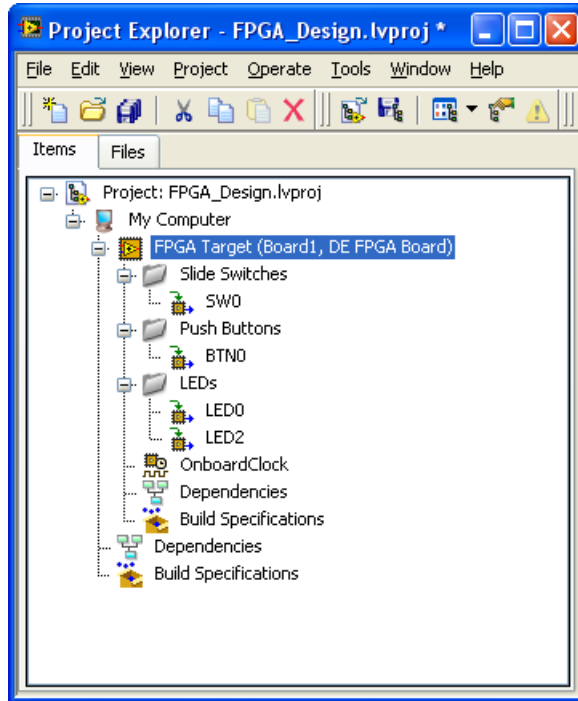 Project Explorer - FPGA_Design.lvproj *
File Edit View Project Operate Tools Window Help
Items Files
Project: FPGA_Design.lvproj
My Computer
FPGA Target (Board1, DE FPGA Board)
Slide Switches
SW0
Push Buttons
BTN0
LEDs
LED0
LED2
OnboardClock
Dependencies
Build Specifications
Dependencies
Build Specifications